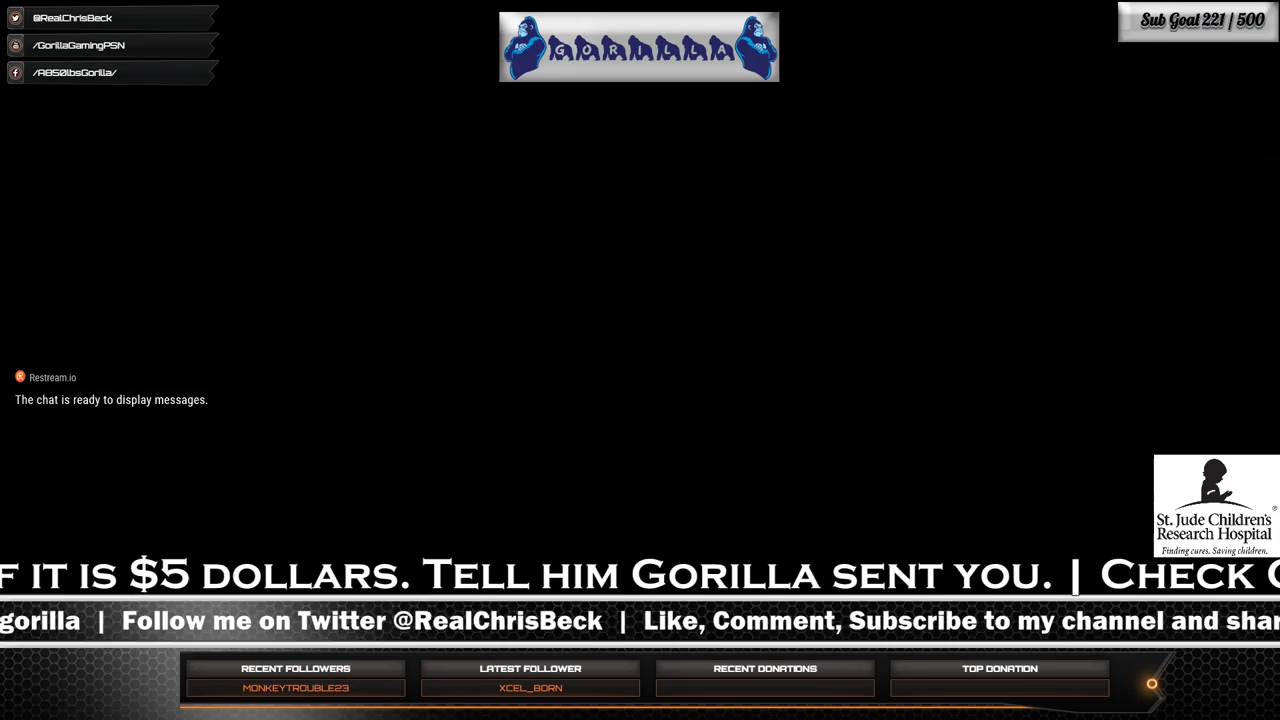 @RealChrisBeck
/GorillaGamingPSN
/A850lbsGorilla/
GORILLA
Sub Goal 221 / 500
Restream.io
The chat is ready to display messages.
St. Jude Children's
Research Hospital
Finding cures. Saving children.
F IT IS $5 DOLLARS. TELL HIM GORILLA SENT YOU. | CHECK
gorilla | Follow me on Twitter @RealChrisBeck | Like, Comment, Subscribe to my channel and shar
RECENT FOLLOWERS
LATEST FOLLOWER
RECENT DONATIONS
TOP DONATION
MONKEYTROUBLE23
XCEL_BORN